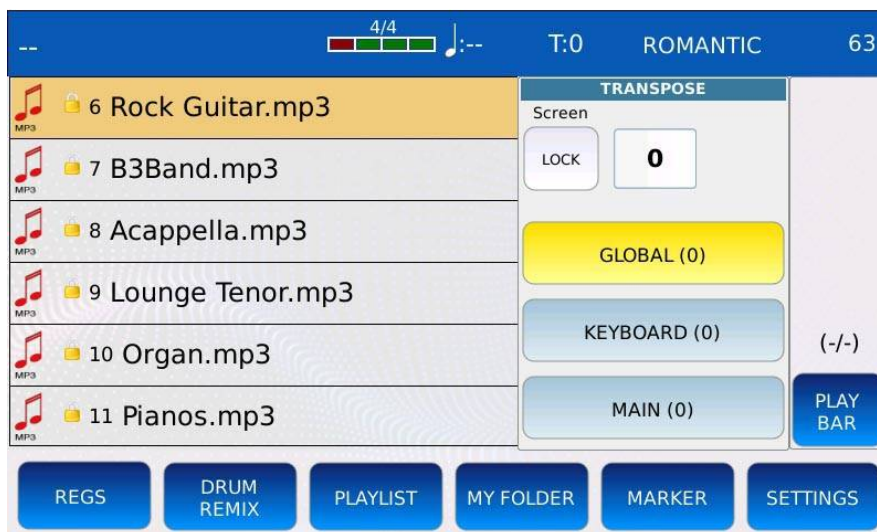 --
4/4
:--
T:0
ROMANTIC
63
MP3
6 Rock Guitar.mp3
MP3
7 B3Band.mp3
MP3
8 Acappella.mp3
MP3
9 Lounge Tenor.mp3
MP3
10 Organ.mp3
MP3
11 Pianos.mp3
TRANSPOSE
Screen
LOCK
0
GLOBAL (0)
KEYBOARD (0)
MAIN (0)
(-/-)
PLAY
BAR
REGS
DRUM
REMIX
PLAYLIST
MY FOLDER
MARKER
SETTINGS